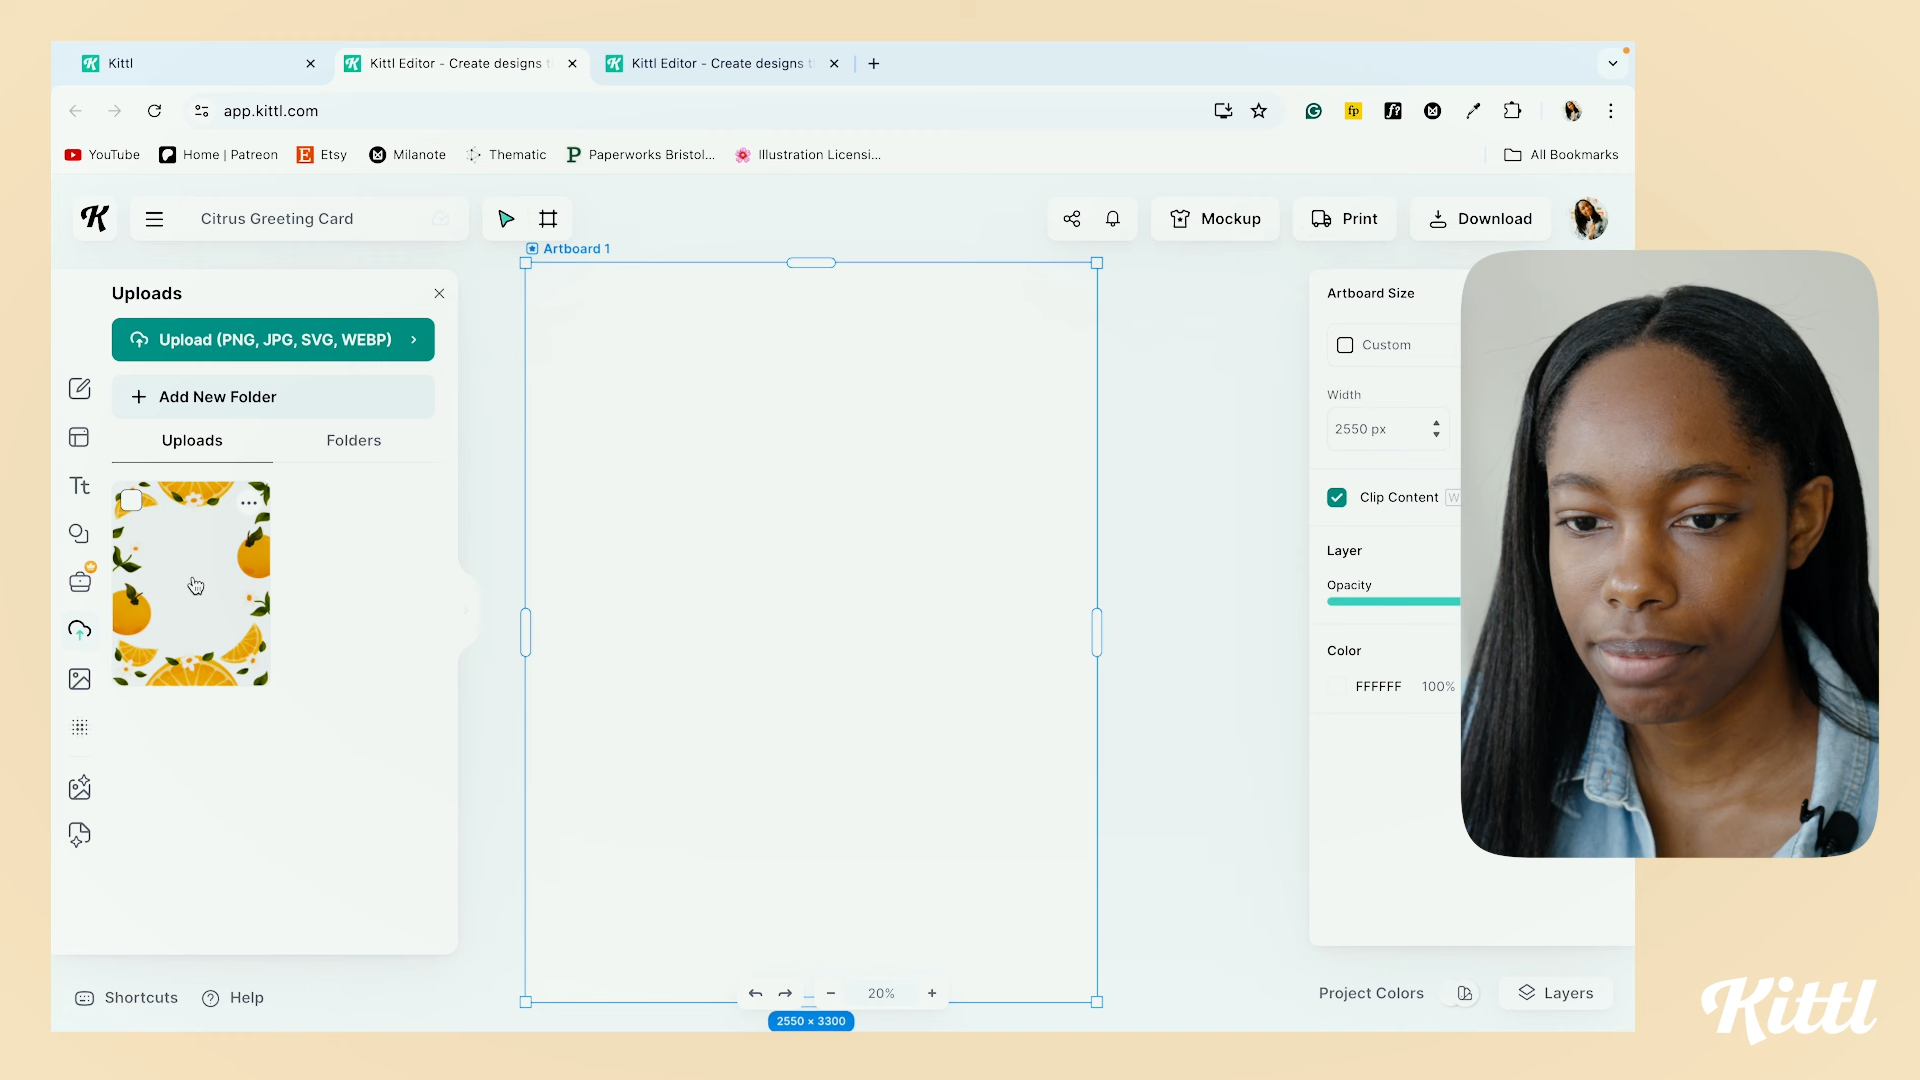 Kittl
Kittl Editor - Create designs t
Kittl Editor - Create designs t
app.kittl.com
fp
f?
YouTube
Home | Patreon
Etsy
Milanote
Thematic
Paperworks Bristol...
Illustration Licensi...
All Bookmarks
K
Citrus Greeting Card
Mockup
Print
Download
Artboard 1
Uploads
Upload (PNG, JPG, SVG, WEBP)
Add New Folder
Uploads
Folders
Tt
Artboard Size
Custom
Width
2550 px
Clip Content W
Layer
Opacity
Color
FFFFFF 100%
20%
2550 × 3300
Shortcuts
Help
Project Colors
Layers
Kittl